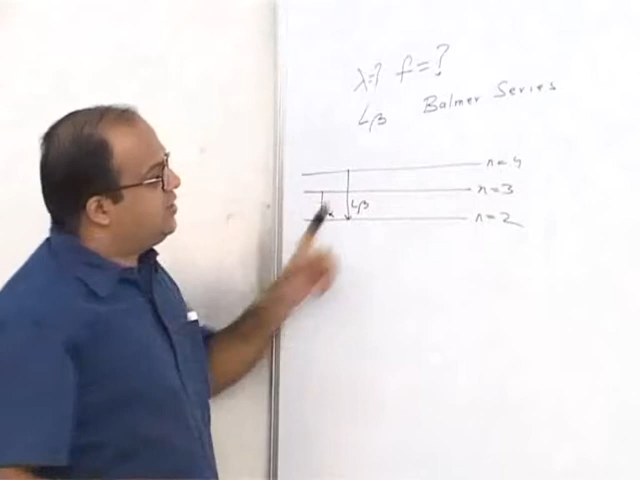 λ=? f=?
Lβ Balmer Series
n=4
n=3
Lβ
α
n=2